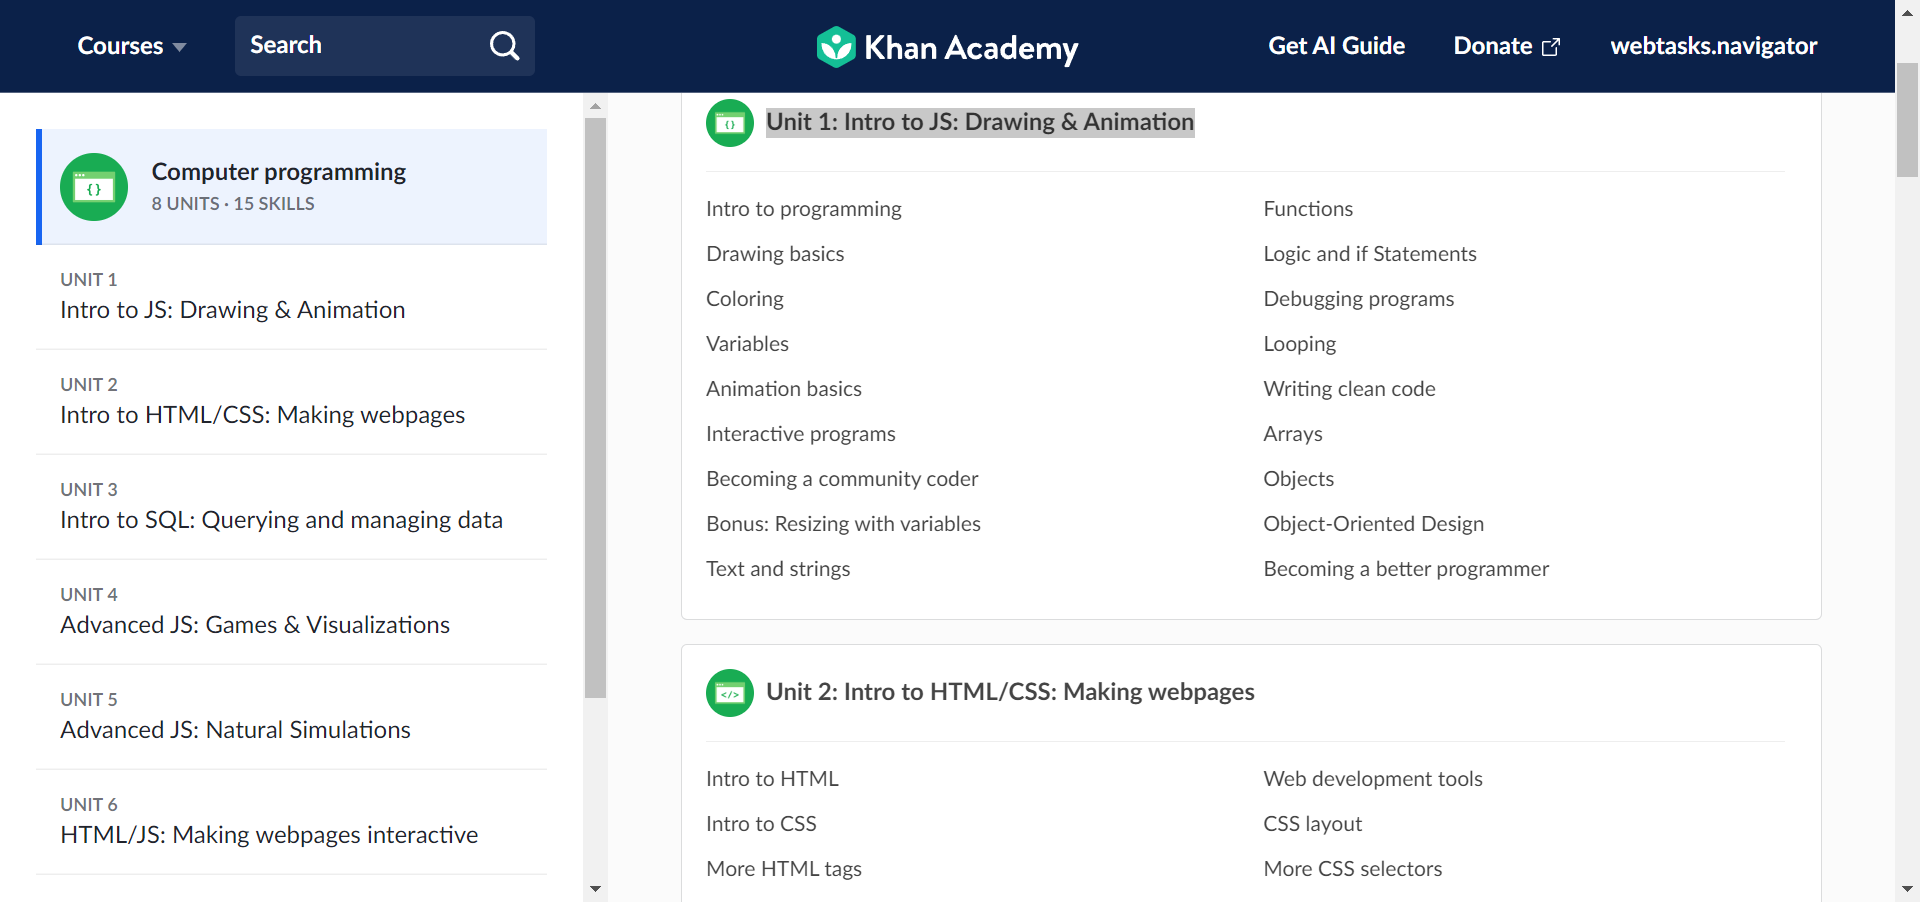 Courses
Search
Khan Academy
Get AI Guide
Donate
webtasks.navigator
{}
Computer programming
8 UNITS · 15 SKILLS
UNIT 1
Intro to JS: Drawing & Animation
UNIT 2
Intro to HTML/CSS: Making webpages
UNIT 3
Intro to SQL: Querying and managing data
UNIT 4
Advanced JS: Games & Visualizations
UNIT 5
Advanced JS: Natural Simulations
UNIT 6
HTML/JS: Making webpages interactive
{}
Unit 1: Intro to JS: Drawing & Animation
Intro to programming
Drawing basics
Coloring
Variables
Animation basics
Interactive programs
Becoming a community coder
Bonus: Resizing with variables
Text and strings
Functions
Logic and if Statements
Debugging programs
Looping
Writing clean code
Arrays
Objects
Object-Oriented Design
Becoming a better programmer
</>
Unit 2: Intro to HTML/CSS: Making webpages
Intro to HTML
Intro to CSS
More HTML tags
Web development tools
CSS layout
More CSS selectors